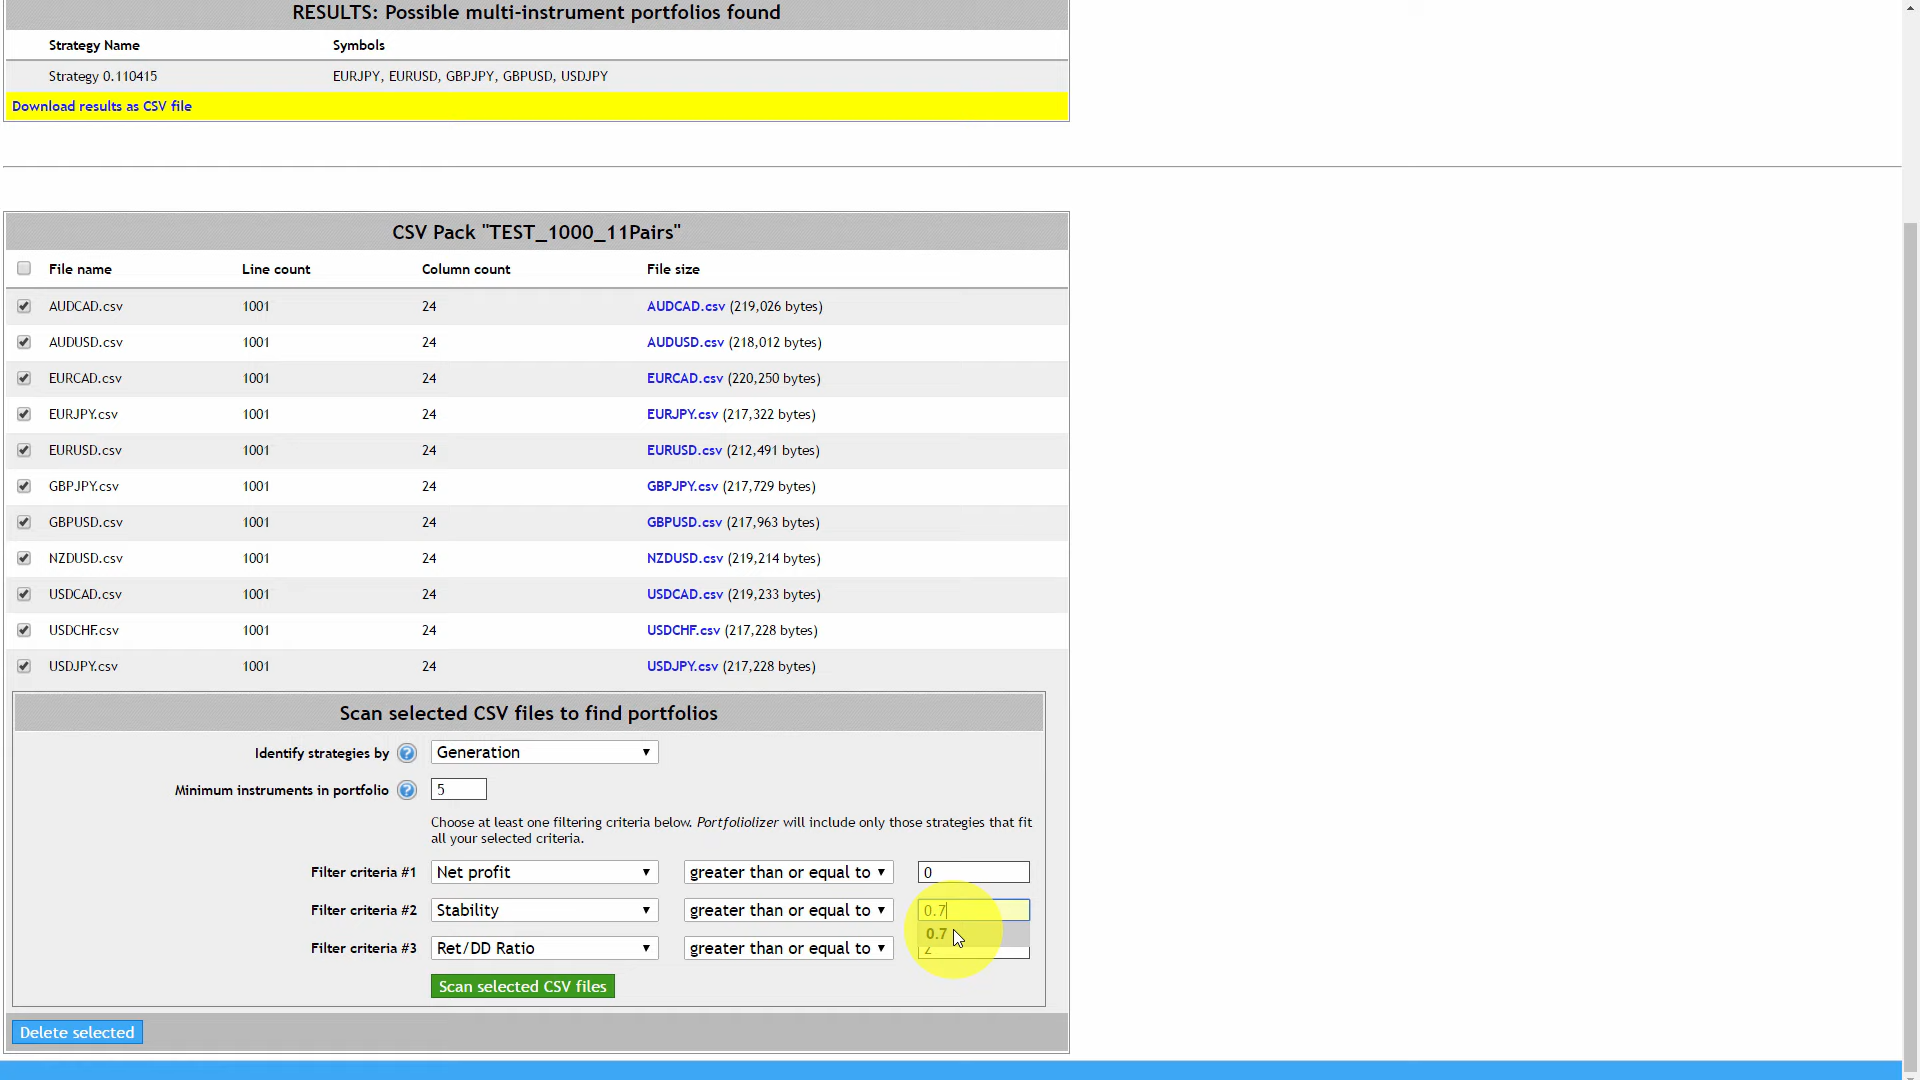 RESULTS: Possible multi-instrument portfolios found
Strategy Name Symbols
Strategy 0.110415 EURJPY, EURUSD, GBPJPY, GBPUSD, USDJPY
Download results as CSV file
CSV Pack "TEST_1000_11Pairs"
File name Line count Column count File size
AUDCAD.csv 1001 24 AUDCAD.csv (219,026 bytes)
AUDUSD.csv 1001 24 AUDUSD.csv (218,012 bytes)
EURCAD.csv 1001 24 EURCAD.csv (220,250 bytes)
EURJPY.csv 1001 24 EURJPY.csv (217,322 bytes)
EURUSD.csv 1001 24 EURUSD.csv (212,491 bytes)
GBPJPY.csv 1001 24 GBPJPY.csv (217,729 bytes)
GBPUSD.csv 1001 24 GBPUSD.csv (217,963 bytes)
NZDUSD.csv 1001 24 NZDUSD.csv (219,214 bytes)
USDCAD.csv 1001 24 USDCAD.csv (219,233 bytes)
USDCHF.csv 1001 24 USDCHF.csv (217,228 bytes)
USDJPY.csv 1001 24 USDJPY.csv (217,228 bytes)
Scan selected CSV files to find portfolios
Identify strategies by ? Generation
Minimum instruments in portfolio ? 5
Choose at least one filtering criteria below. Portfoliolizer will include only those strategies that fit
all your selected criteria.
Filter criteria #1 Net profit greater than or equal to 0
Filter criteria #2 Stability greater than or equal to 0.7
0.7
Filter criteria #3 Ret/DD Ratio greater than or equal to 2
Scan selected CSV files
Delete selected